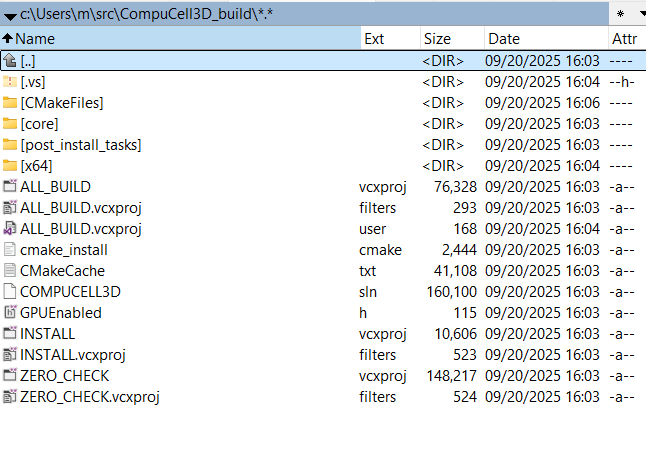 c:\Users\m\src\CompuCell3D_build\*.* *
Name Ext Size Date Attr
[..] <DIR> 09/20/2025 16:03 ----
[.vs] <DIR> 09/20/2025 16:04 --h-
[CMakeFiles] <DIR> 09/20/2025 16:06 ----
[core] <DIR> 09/20/2025 16:03 ----
[post_install_tasks] <DIR> 09/20/2025 16:03 ----
[x64] <DIR> 09/20/2025 16:04 ----
ALL_BUILD vcxproj 76,328 09/20/2025 16:03 -a--
ALL_BUILD.vcxproj filters 293 09/20/2025 16:03 -a--
ALL_BUILD.vcxproj user 168 09/20/2025 16:04 -a--
cmake_install cmake 2,444 09/20/2025 16:03 -a--
CMakeCache txt 41,108 09/20/2025 16:03 -a--
COMPUCELL3D sln 160,100 09/20/2025 16:03 -a--
GPUEnabled h 115 09/20/2025 16:03 -a--
INSTALL vcxproj 10,606 09/20/2025 16:03 -a--
INSTALL.vcxproj filters 523 09/20/2025 16:03 -a--
ZERO_CHECK vcxproj 148,217 09/20/2025 16:03 -a--
ZERO_CHECK.vcxproj filters 524 09/20/2025 16:03 -a--